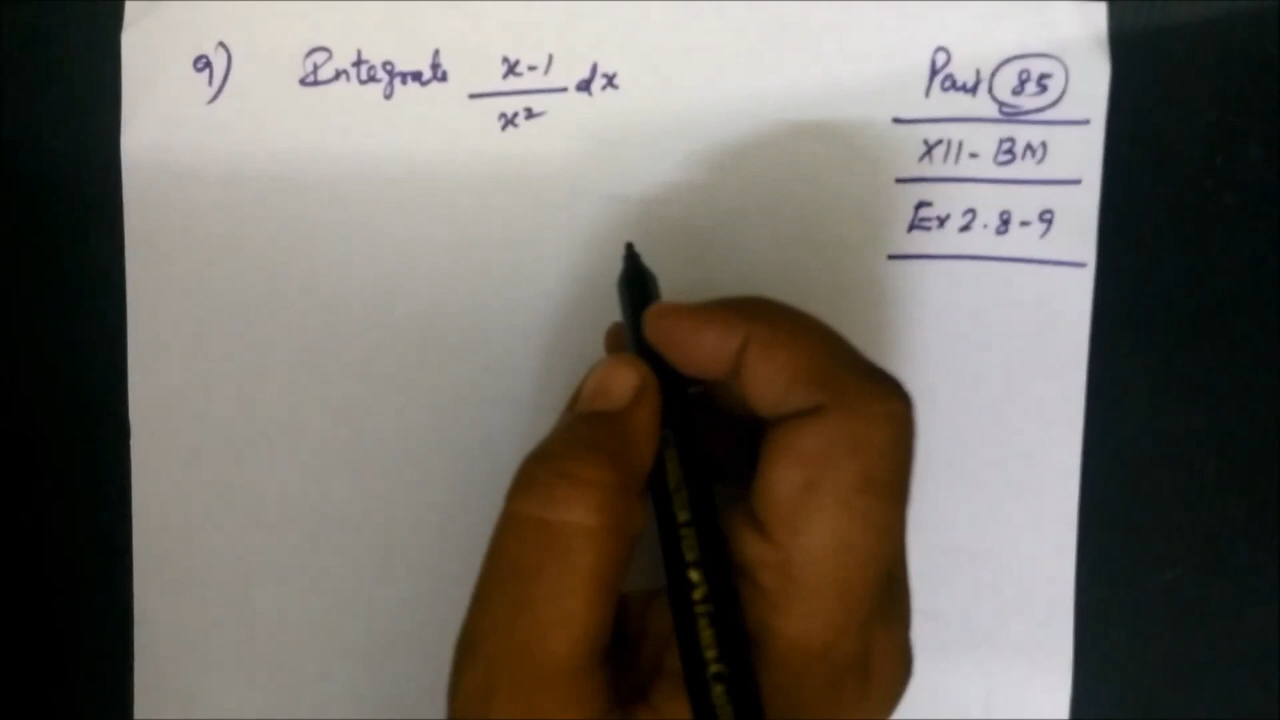 9) Integrate x-1/x² dx
Part 85
XII - BM
Ex 2.8-9